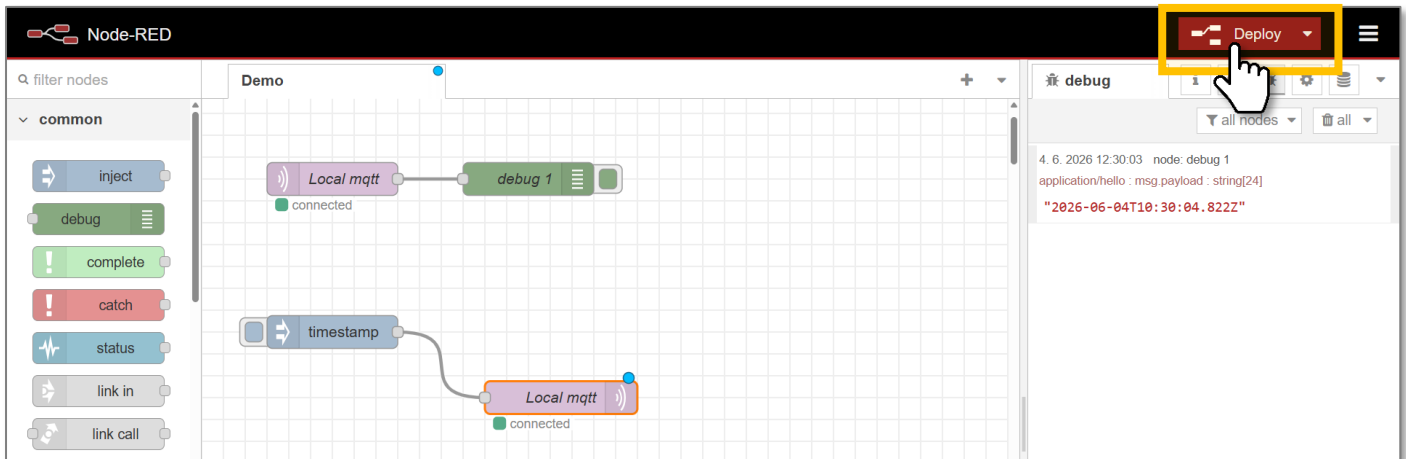 Node-RED
Deploy
filter nodes
Demo
debug
i
common
all nodes
all
inject
debug
complete
catch
status
link in
link call
Local mqtt
connected
debug 1
timestamp
Local mqtt
connected
4. 6. 2026 12:30:03 node: debug 1
application/hello : msg.payload : string[24]
"2026-06-04T10:30:04.822Z"